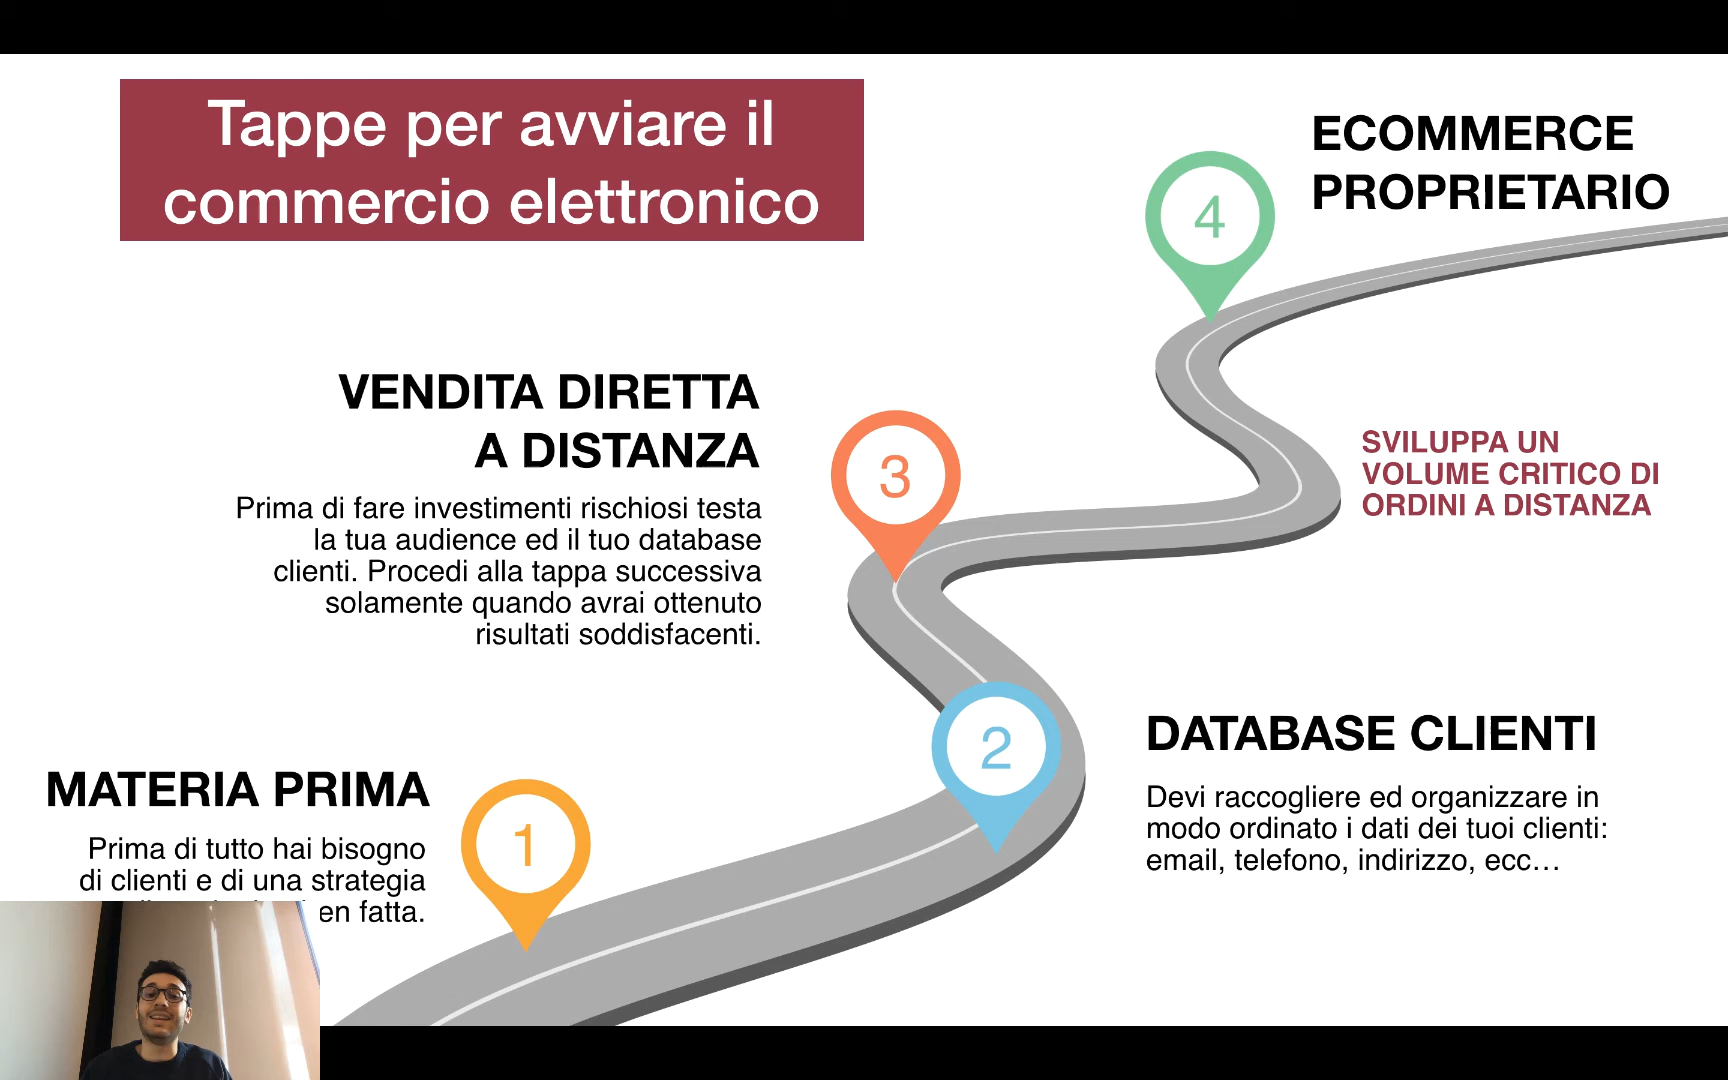 Tappe per avviare il
commercio elettronico
4
ECOMMERCE
PROPRIETARIO
VENDITA DIRETTA
A DISTANZA
Prima di fare investimenti rischiosi testa
la tua audience ed il tuo database
clienti. Procedi alla tappa successiva
solamente quando avrai ottenuto
risultati soddisfacenti.
3
SVILUPPA UN
VOLUME CRITICO DI
ORDINI A DISTANZA
2
DATABASE CLIENTI
Devi raccogliere ed organizzare in
modo ordinato i dati dei tuoi clienti:
email, telefono, indirizzo, ecc...
MATERIA PRIMA
Prima di tutto hai bisogno
di clienti e di una strategia
fatta.
1